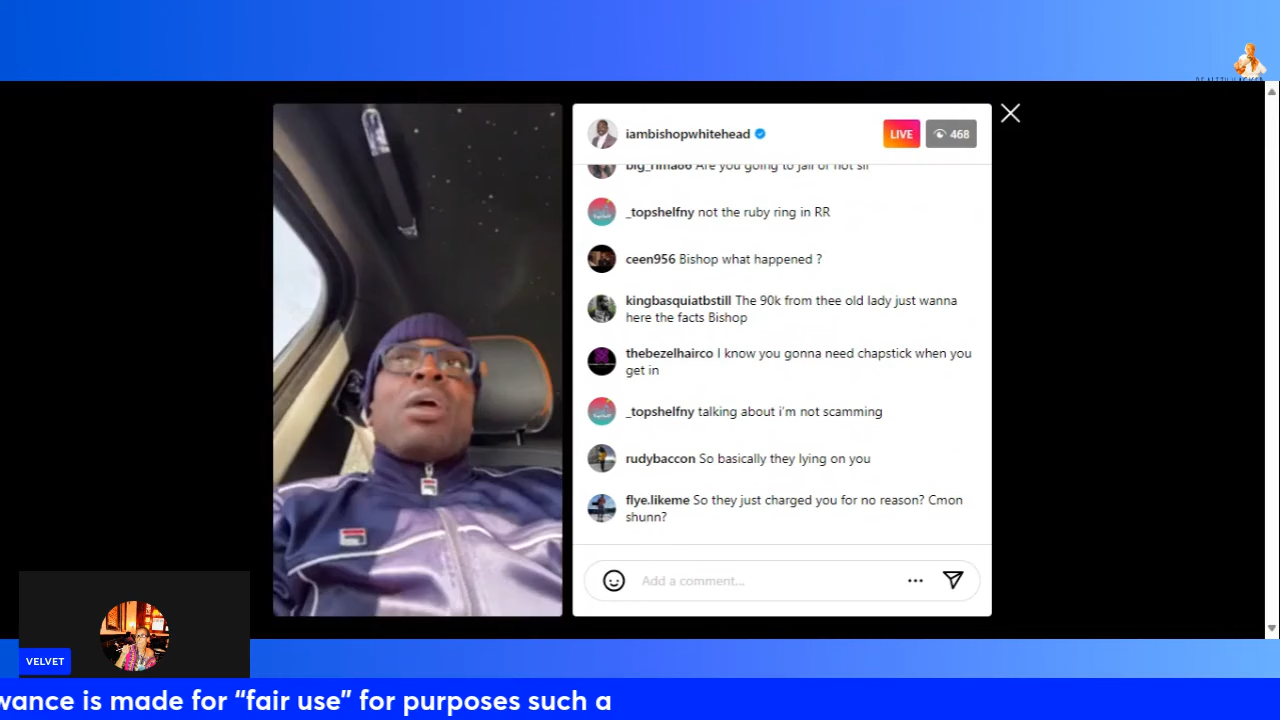 iambishopwhitehead
LIVE
468
big_rima86 Are you going to jail or not sir
_topshelfny not the ruby ring in RR
ceen956 Bishop what happened ?
kingbasquiatbstill The 90k from thee old lady just wanna
here the facts Bishop
thebezelhairco I know you gonna need chapstick when you
get in
_topshelfny talking about i'm not scamming
rudybaccon So basically they lying on you
flye.likeme So they just charged you for no reason? Cmon
shunn?
Add a comment...
VELVET
wance is made for “fair use” for purposes such a